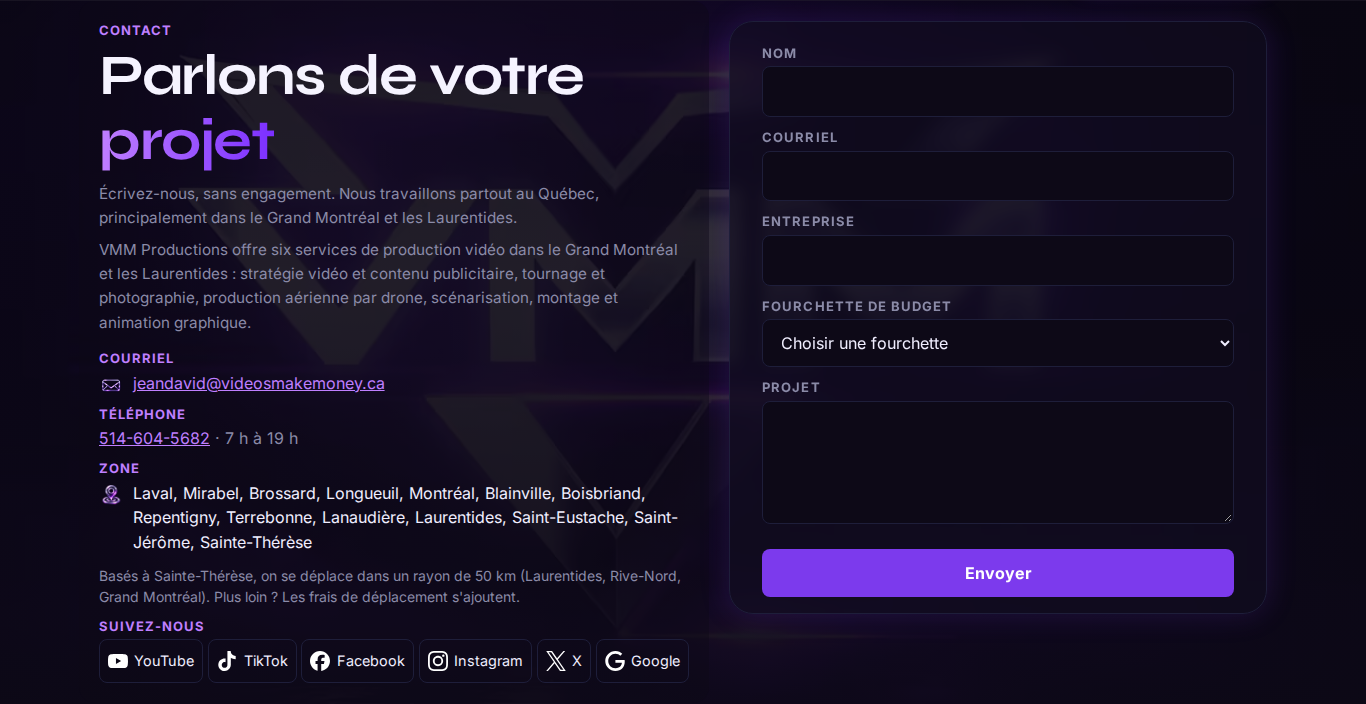 CONTACT
Parlons de votre
projet
Écrivez-nous, sans engagement. Nous travaillons partout au Québec,
principalement dans le Grand Montréal et les Laurentides.
VMM Productions offre six services de production vidéo dans le Grand Montréal
et les Laurentides : stratégie vidéo et contenu publicitaire, tournage et
photographie, production aérienne par drone, scénarisation, montage et
animation graphique.
COURRIEL
jeandavid@videosmakemoney.ca
TÉLÉPHONE
514-604-5682 · 7 h à 19 h
ZONE
Laval, Mirabel, Brossard, Longueuil, Montréal, Blainville, Boisbriand,
Repentigny, Terrebonne, Lanaudière, Laurentides, Saint-Eustache, Saint-
Jérôme, Sainte-Thérèse
Basés à Sainte-Thérèse, on se déplace dans un rayon de 50 km (Laurentides, Rive-Nord,
Grand Montréal). Plus loin ? Les frais de déplacement s'ajoutent.
SUIVEZ-NOUS
YouTube
TikTok
Facebook
Instagram
X
Google
NOM
COURRIEL
ENTREPRISE
FOURCHETTE DE BUDGET
Choisir une fourchette
PROJET
Envoyer